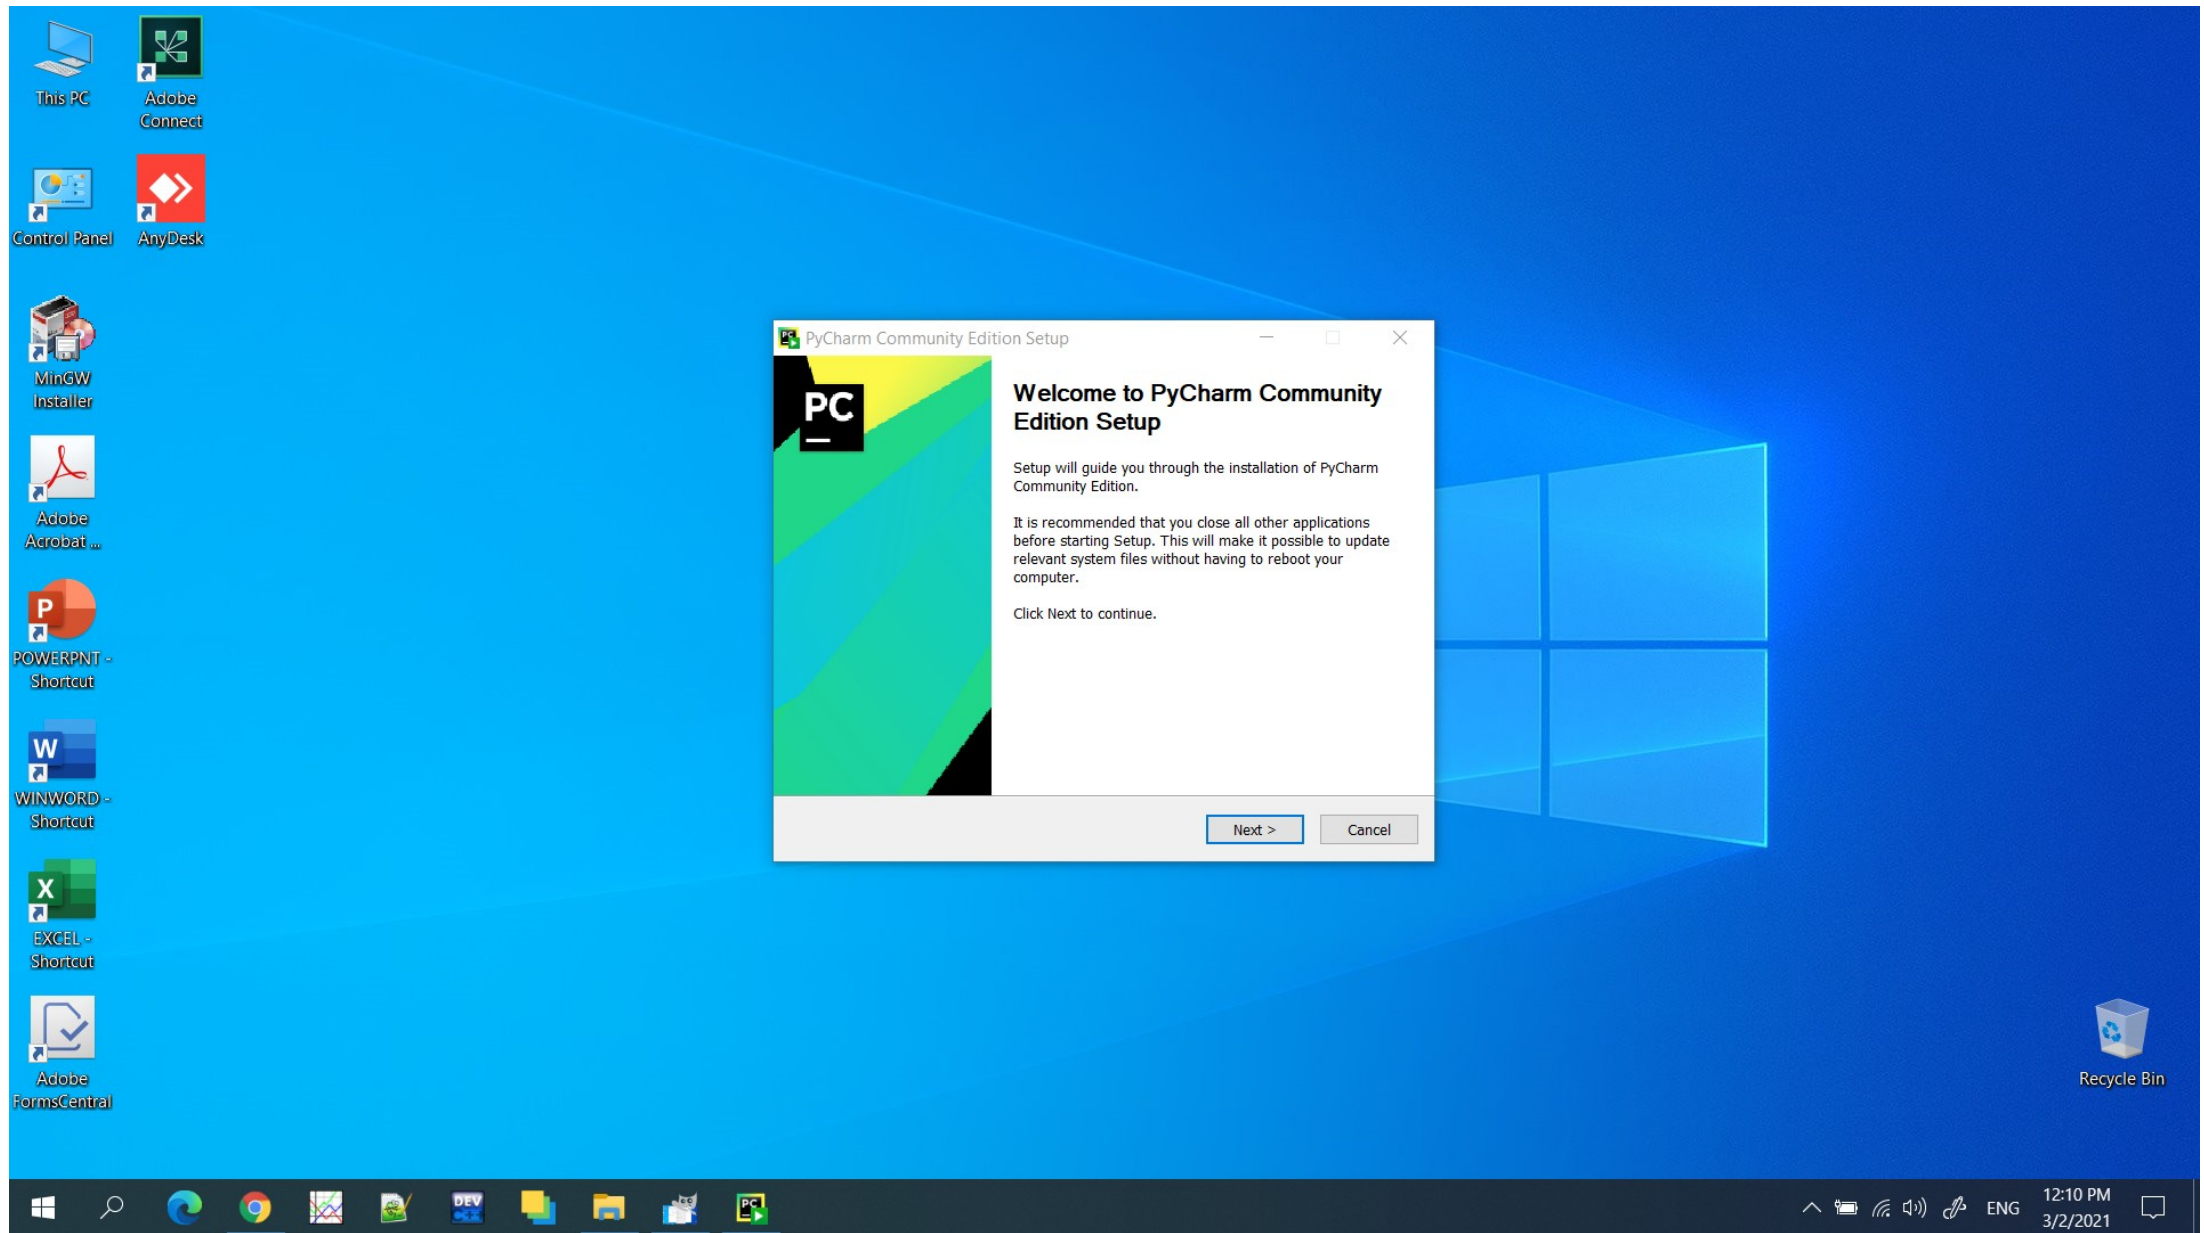 This PC
Adobe
Connect
Control Panel
AnyDesk
MinGW
Installer
Adobe
Acrobat ...
POWERPNT -
Shortcut
WINWORD -
Shortcut
EXCEL -
Shortcut
Adobe
FormsCentral
PyCharm Community Edition Setup
PC
Welcome to PyCharm Community
Edition Setup
Setup will guide you through the installation of PyCharm
Community Edition.
It is recommended that you close all other applications
before starting Setup. This will make it possible to update
relevant system files without having to reboot your
computer.
Click Next to continue.
Next >
Cancel
Recycle Bin
DEV
C++
PC
ENG
12:10 PM
3/2/2021